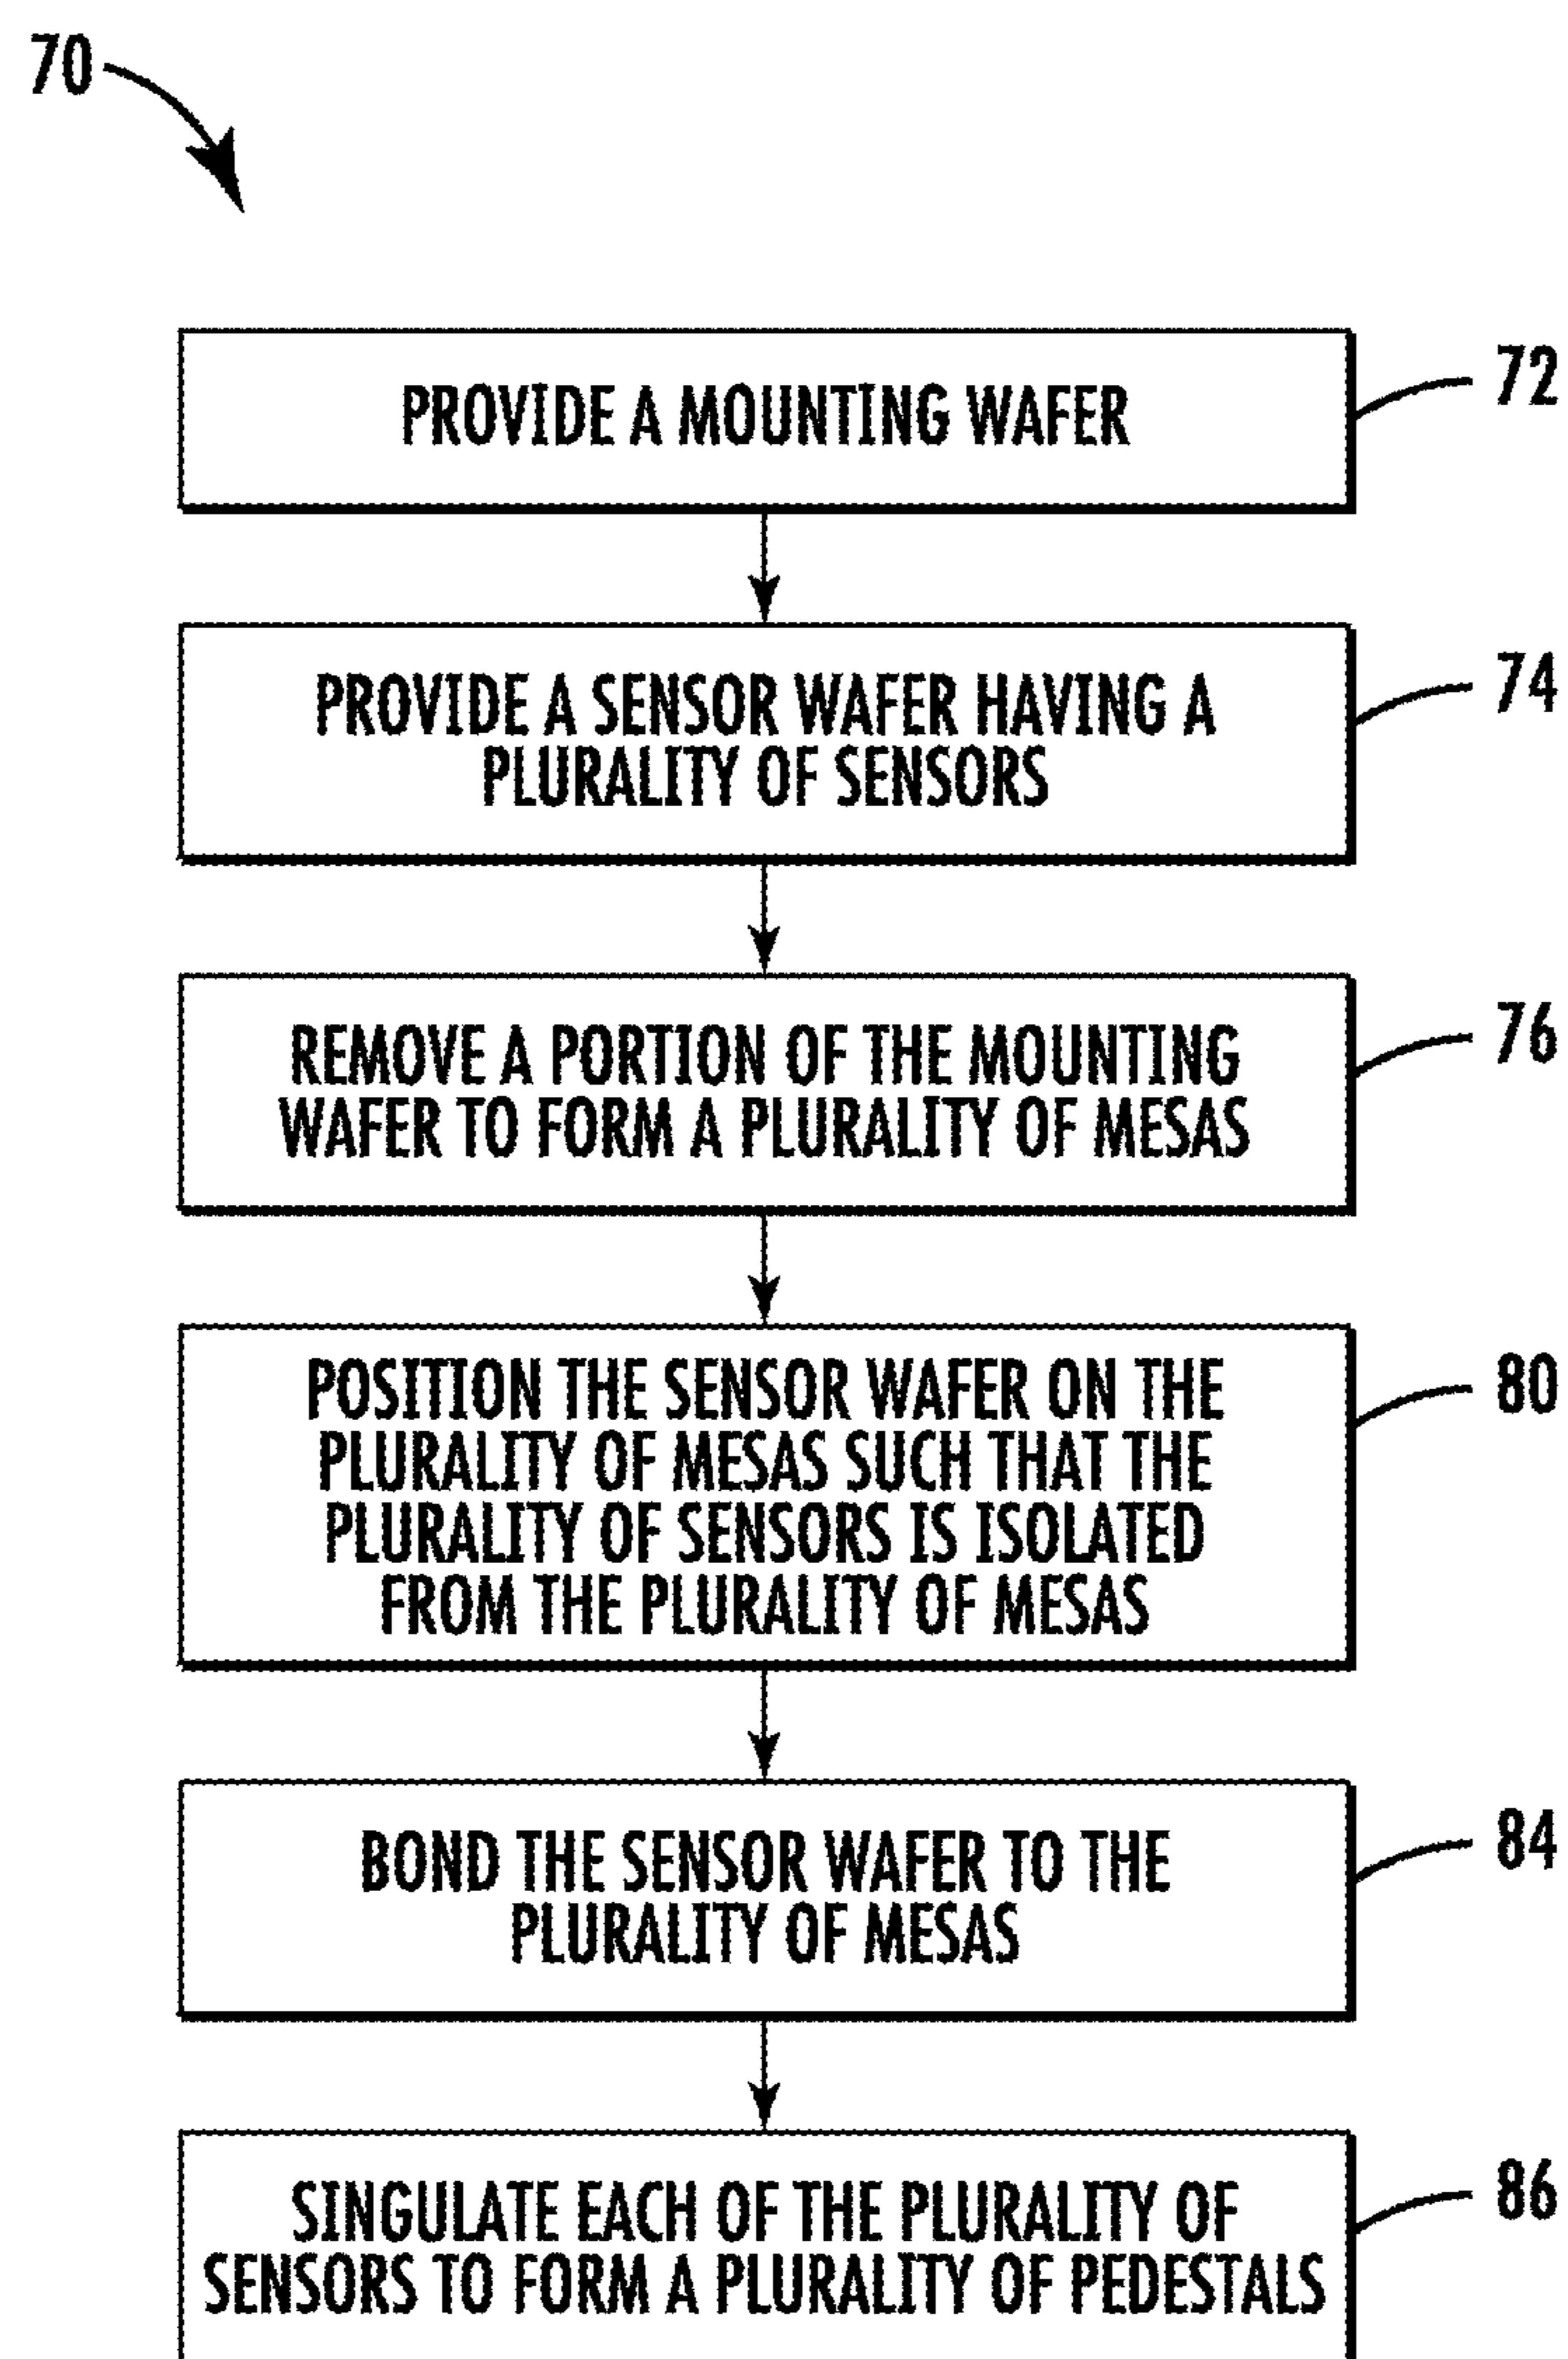 70
PROVIDE A MOUNTING WAFER
72
PROVIDE A SENSOR WAFER HAVING A
PLURALITY OF SENSORS
74
REMOVE A PORTION OF THE MOUNTING
WAFER TO FORM A PLURALITY OF MESAS
76
POSITION THE SENSOR WAFER ON THE
PLURALITY OF MESAS SUCH THAT THE
PLURALITY OF SENSORS IS ISOLATED
FROM THE PLURALITY OF MESAS
80
BOND THE SENSOR WAFER TO THE
PLURALITY OF MESAS
84
SINGULATE EACH OF THE PLURALITY OF
SENSORS TO FORM A PLURALITY OF PEDESTALS
86